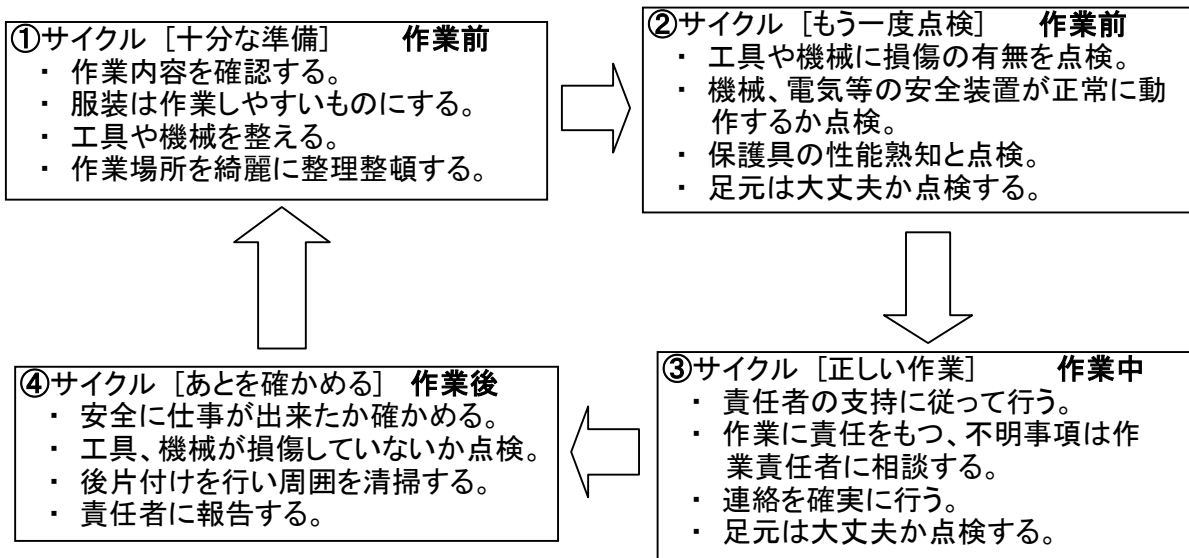 ①サイクル [十分な準備] 作業前
・ 作業内容を確認する。
・ 服装は作業しやすいものにする。
・ 工具や機械を整える。
・ 作業場所を綺麗に整理整頓する。
②サイクル [もう一度点検] 作業前
・ 工具や機械に損傷の有無を点検。
・ 機械、電気等の安全装置が正常に動
作するか点検。
・ 保護具の性能熟知と点検。
・ 足元は大丈夫か点検する。
③サイクル [正しい作業] 作業中
・ 責任者の支持に従って行う。
・ 作業に責任をもつ、不明事項は作
業責任者に相談する。
・ 連絡を確実に行う。
・ 足元は大丈夫か点検する。
④サイクル [あとを確かめる] 作業後
・ 安全に仕事が出来たか確かめる。
・ 工具、機械が損傷していないか点検。
・ 後片付けを行い周囲を清掃する。
・ 責任者に報告する。